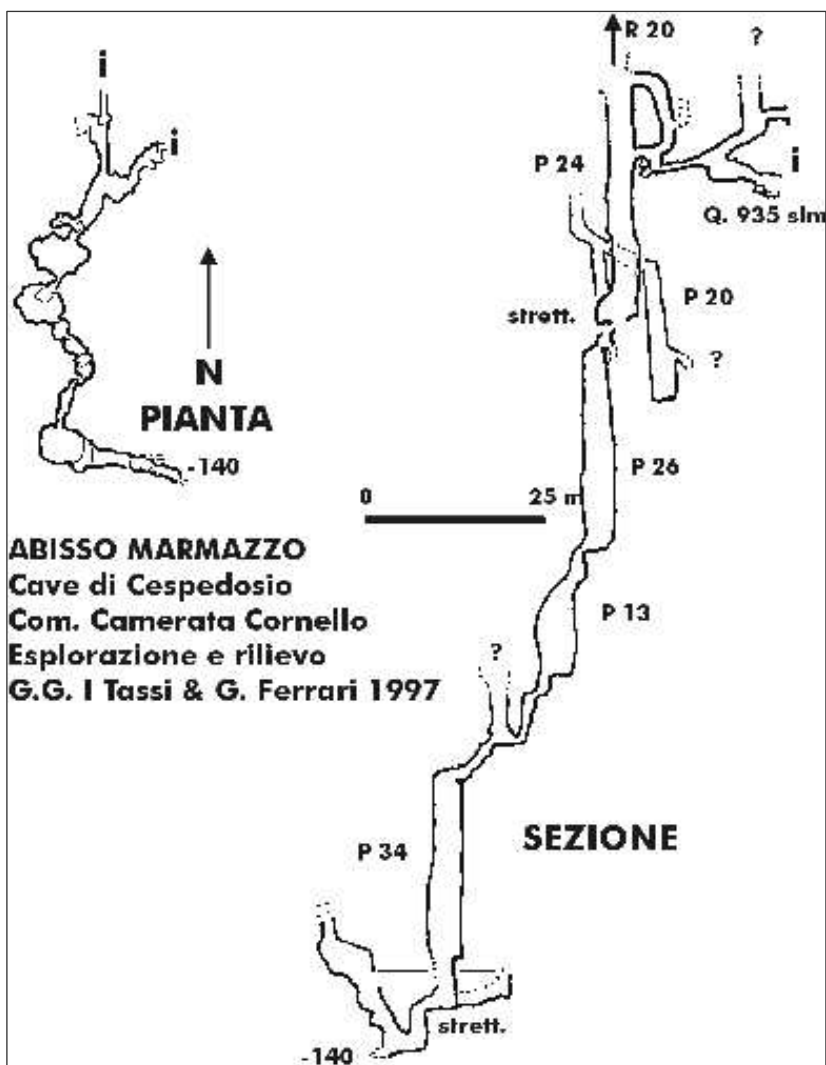 i
i
N
PIANTA
-140
ABISSO MARMAZZO
Cave di Cespedosio
Com. Camerata Cornello
Esplorazione e rilievo
G.G. I Tassi & G. Ferrari 1997
R 20
?
P 24
i
Q. 935 slm
P 20
strett.
?
P 26
0 25 m
P 13
?
SEZIONE
P 34
strett.
-140